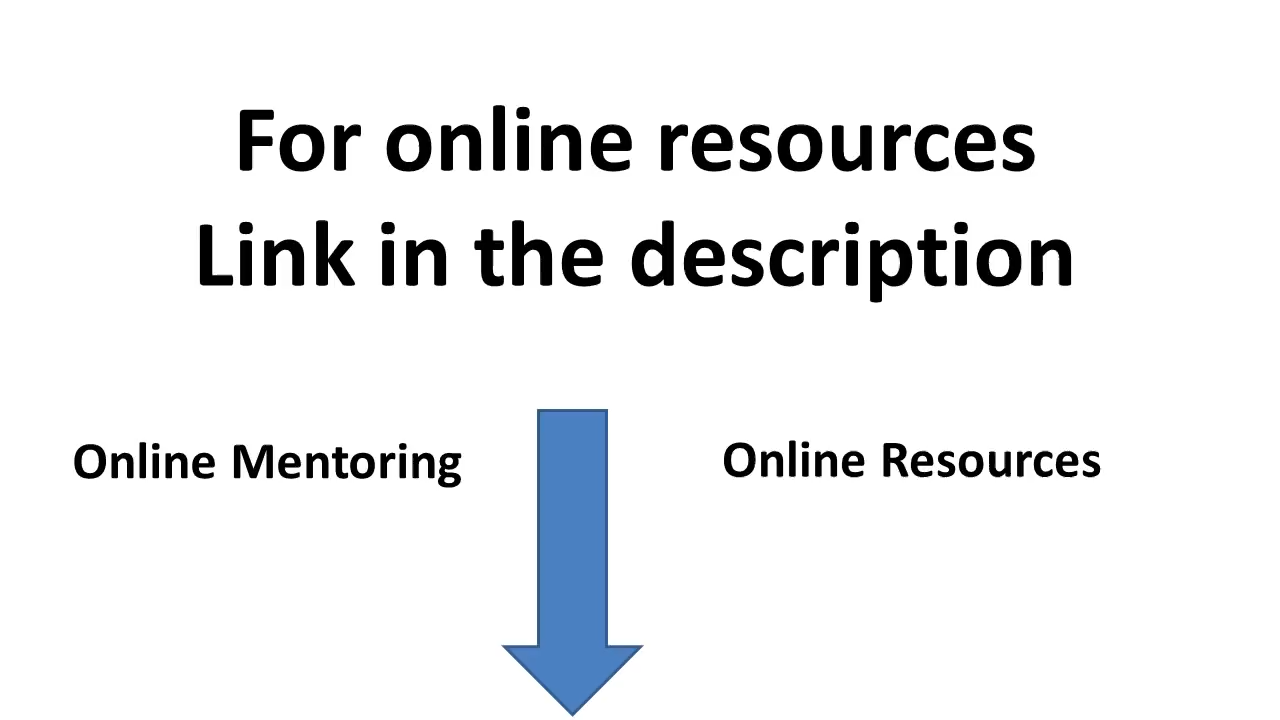 For online resources
Link in the description
Online Mentoring
Online Resources